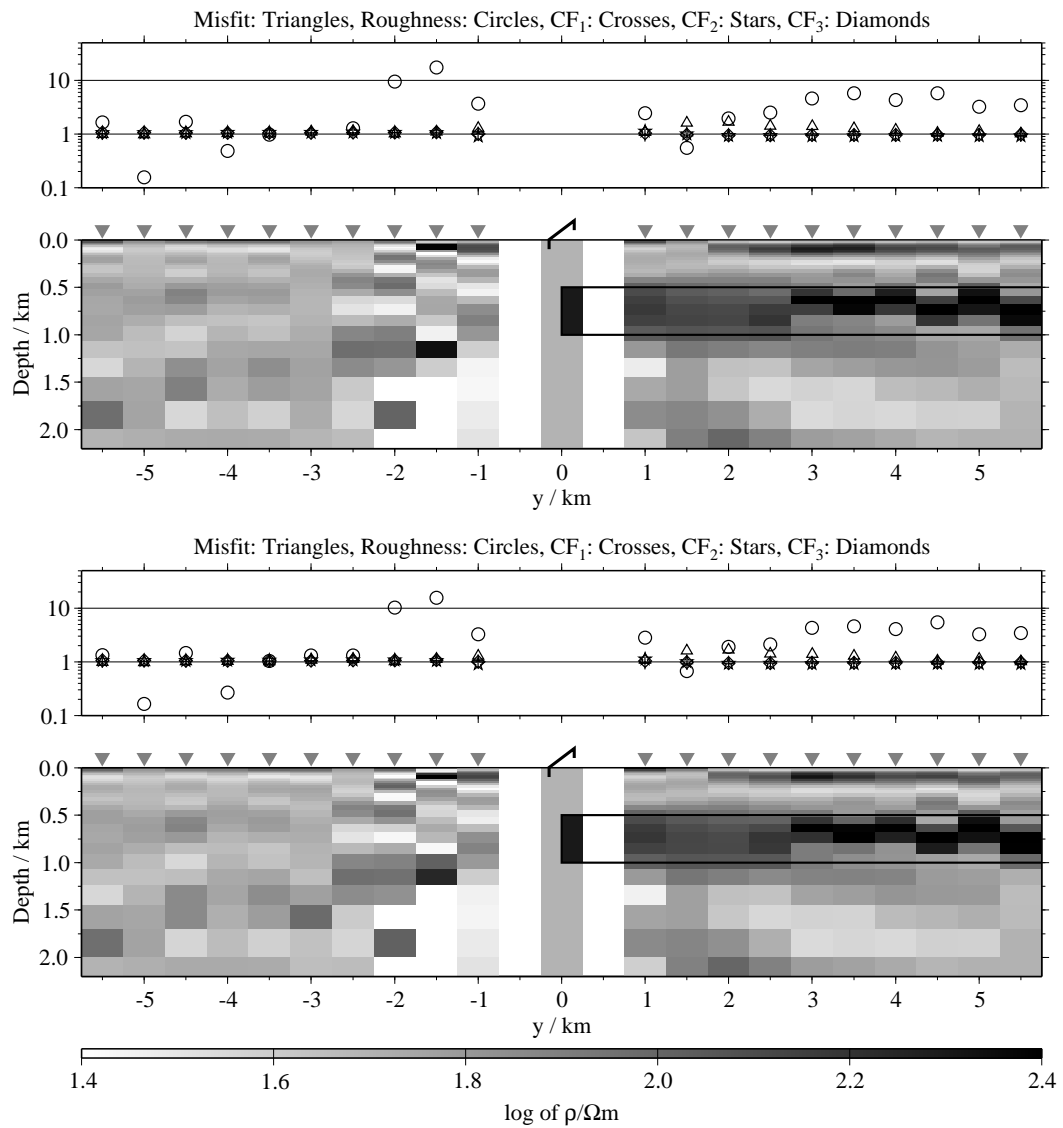 Misfit: Triangles, Roughness: Circles, CF₁: Crosses, CF₂: Stars, CF₃: Diamonds
10
1
0.1
0.0
0.5
1.0
1.5
2.0
Depth / km
-5 -4 -3 -2 -1 0 1 2 3 4 5
y / km
Misfit: Triangles, Roughness: Circles, CF₁: Crosses, CF₂: Stars, CF₃: Diamonds
10
1
0.1
0.0
0.5
1.0
1.5
2.0
Depth / km
-5 -4 -3 -2 -1 0 1 2 3 4 5
y / km
1.4 1.6 1.8 2.0 2.2 2.4
log of ρ/Ωm